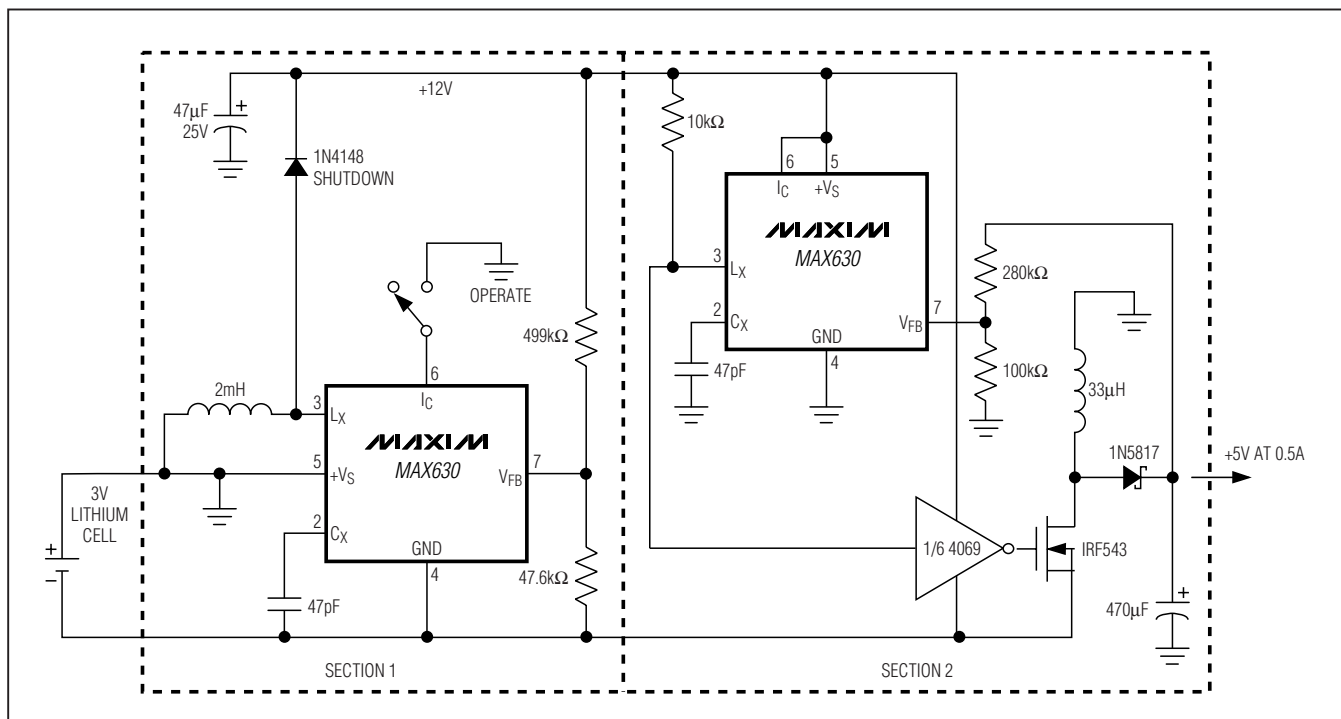 +12V
47µF
25V
1N4148
SHUTDOWN
10kΩ
6
5
IC
+VS
MAXIM
MAX630
3
LX
2
CX
VFB
7
GND
4
47pF
280kΩ
100kΩ
33µH
1N5817
+5V AT 0.5A
OPERATE
499kΩ
6
IC
2mH
3
LX
MAXIM
MAX630
5
+VS
VFB
7
3V
LITHIUM
CELL
+
−
2
CX
GND
4
47pF
47.6kΩ
1/6 4069
IRF543
470µF
+
+
SECTION 1
SECTION 2